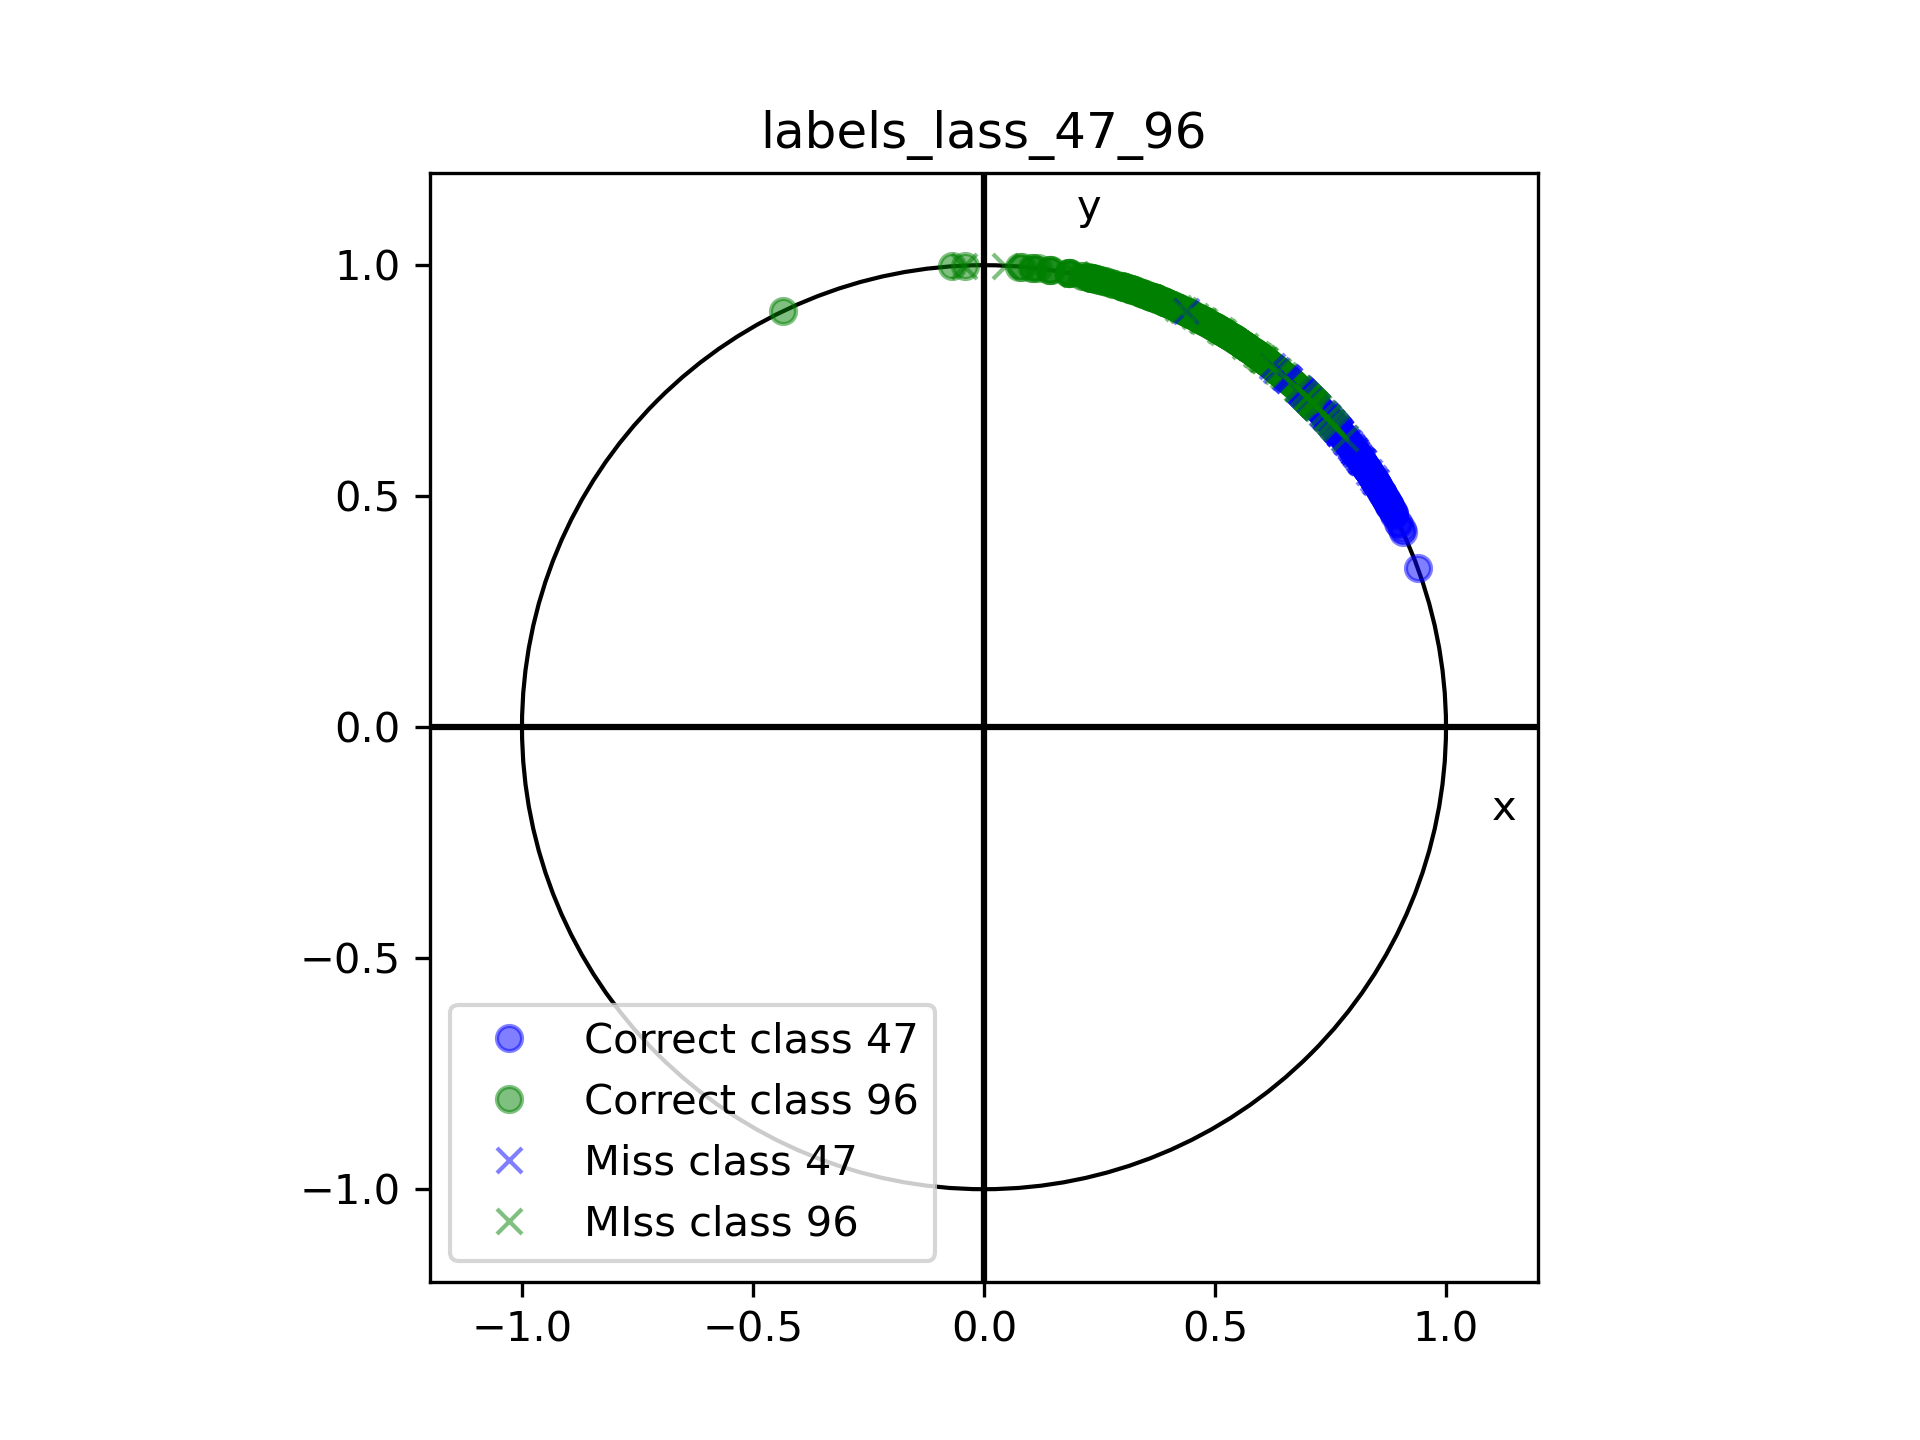 labels_lass_47_96
y
1.0
0.5
0.0
x
−0.5
−1.0
Correct class 47
Correct class 96
Miss class 47
MIss class 96
−1.0 −0.5 0.0 0.5 1.0